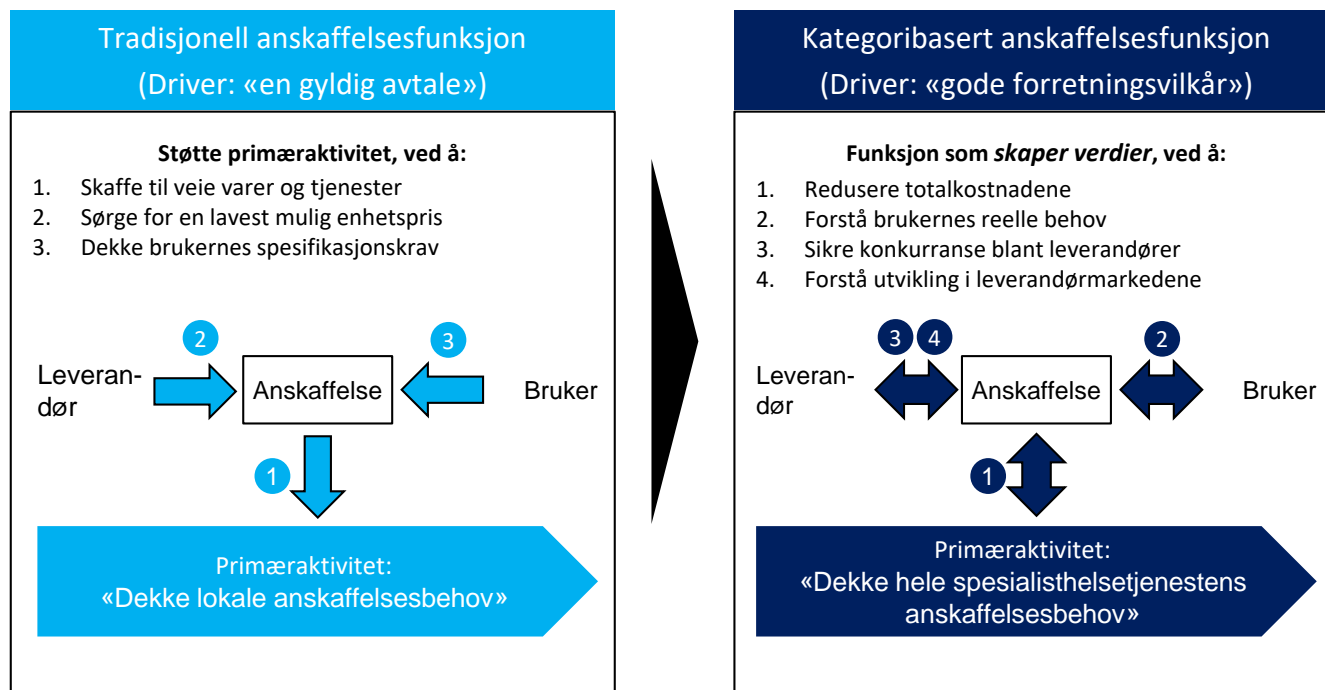 Tradisjonell anskaffelsesfunksjon
(Driver: «en gyldig avtale»)
Støtte primæraktivitet, ved å:
1. Skaffe til veie varer og tjenester
2. Sørge for en lavest mulig enhetspris
3. Dekke brukernes spesifikasjonskrav
2
3
Leveran-
dør
Anskaffelse
Bruker
1
Primæraktivitet:
«Dekke lokale anskaffelsesbehov»
Kategoribasert anskaffelsesfunksjon
(Driver: «gode forretningsvilkår»)
Funksjon som skaper verdier, ved å:
1. Redusere totalkostnadene
2. Forstå brukernes reelle behov
3. Sikre konkurranse blant leverandører
4. Forstå utvikling i leverandørmarkedene
3 4
2
Leveran-
dør
Anskaffelse
Bruker
1
Primæraktivitet:
«Dekke hele spesialisthelsetjenestens
anskaffelsesbehov»